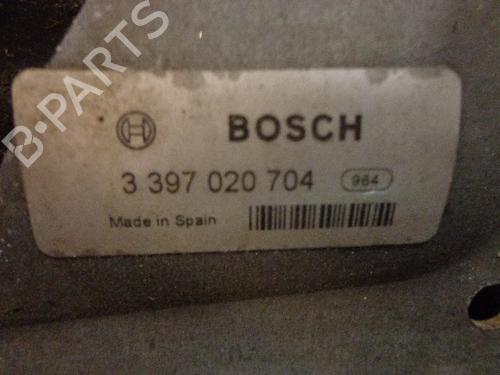 B-PARTS
BOSCH
3 397 020 704 984
Made in Spain